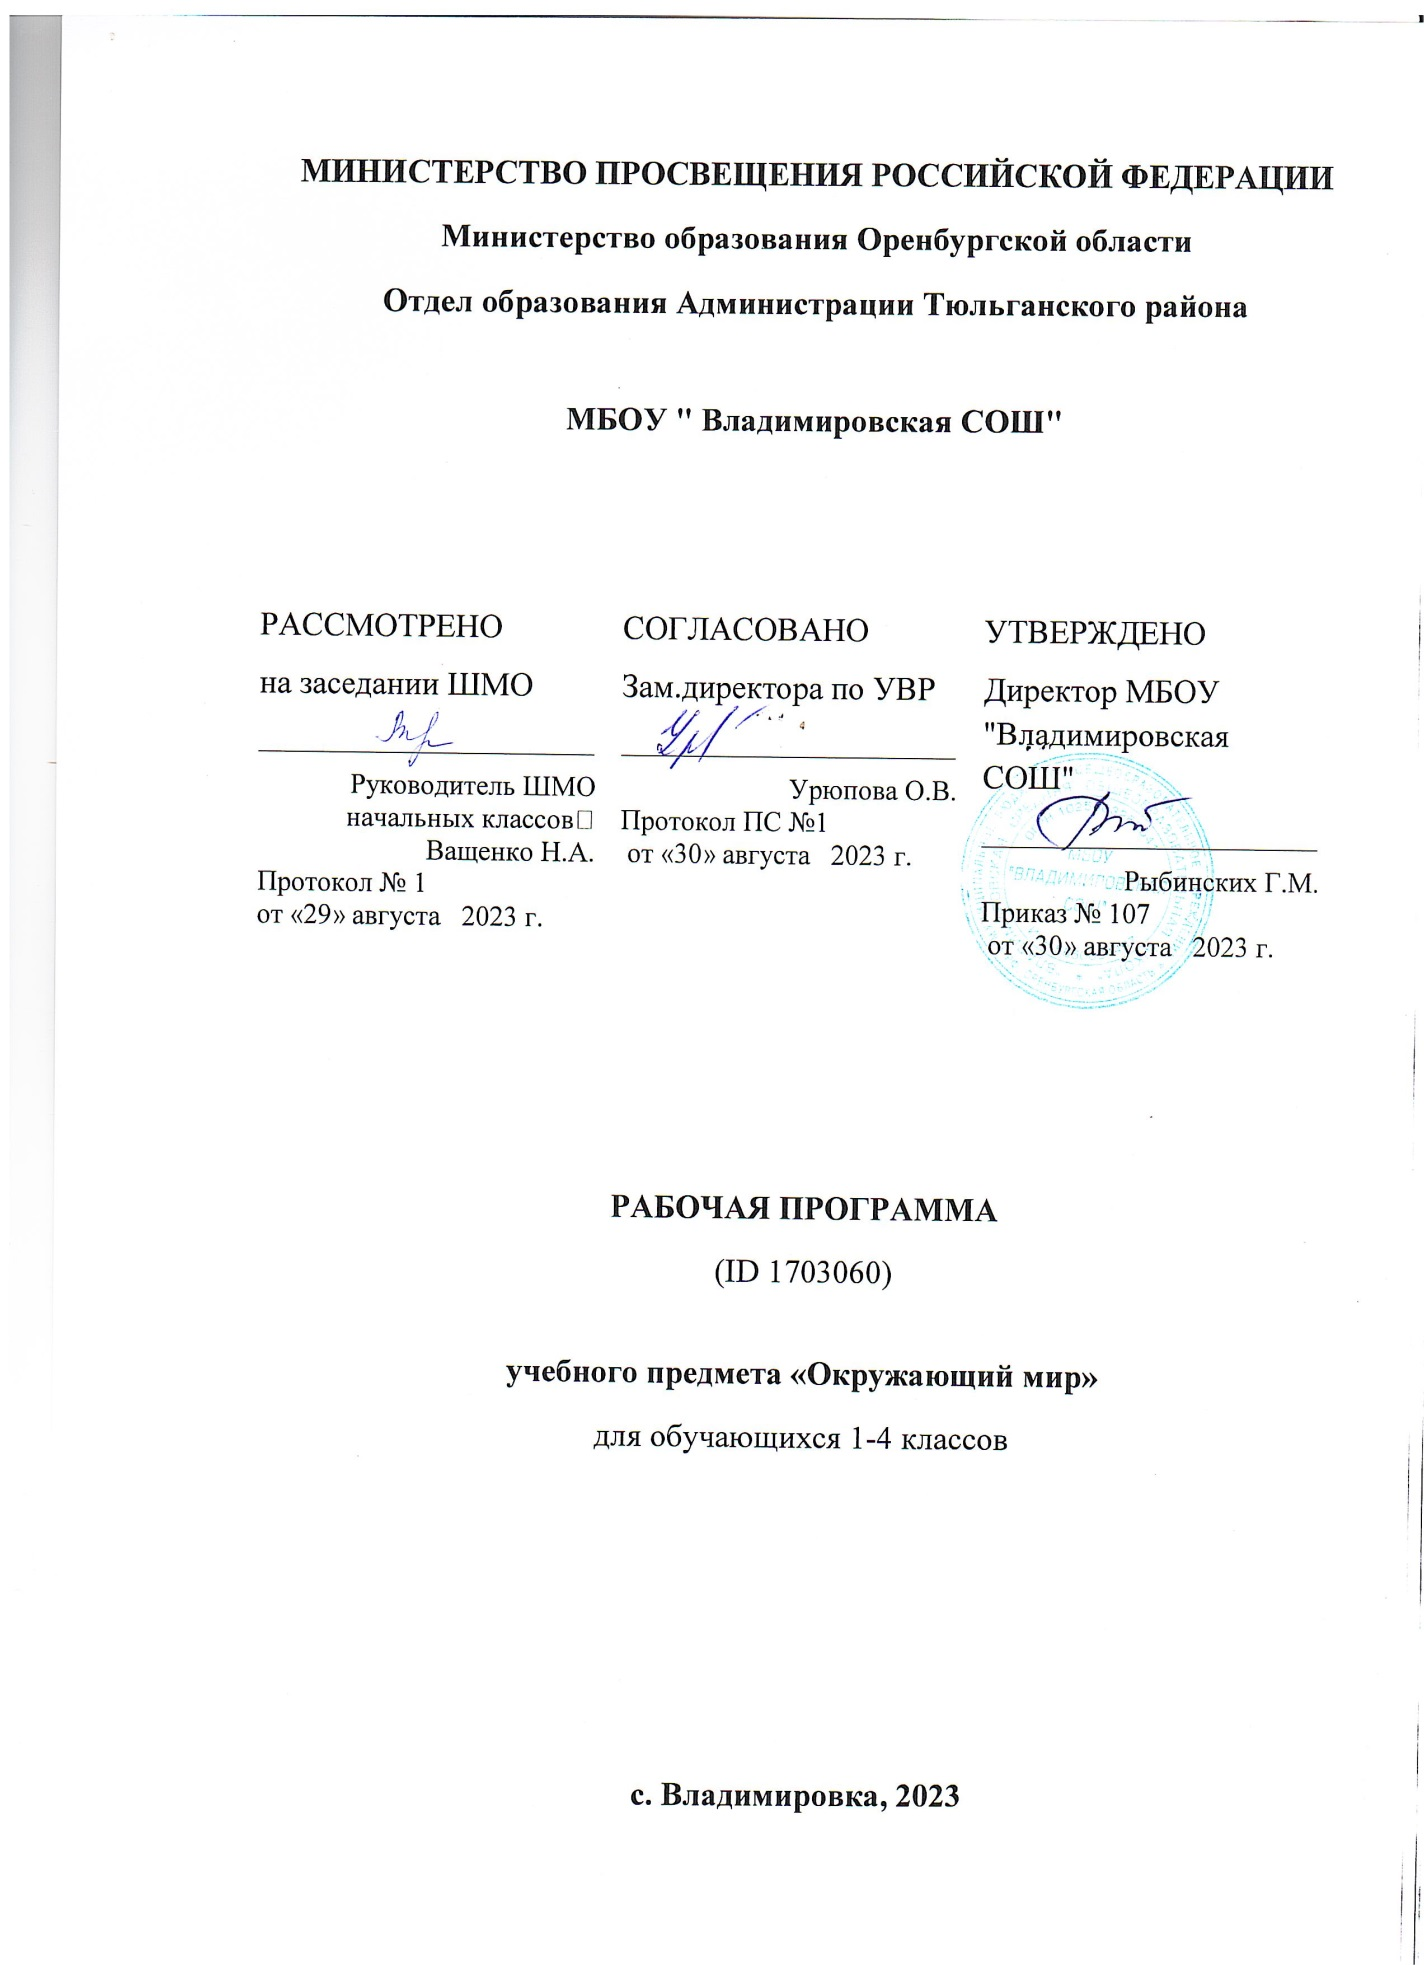 МИНИСТЕРСТВО ПРОСВЕЩЕНИЯ РОССИЙСКОЙ ФЕДЕРАЦИИ
Министерство образования Оренбургской области
Отдел образования Администрации Тюльганского района
МБОУ " Владимировская СОШ"
РАССМОТРЕНО
на заседании ШМО
Руководитель ШМО
начальных классов
Ващенко Н.А.
Протокол № 1
от «29» августа 2023 г.
СОГЛАСОВАНО
Зам.директора по УВР
Урюпова О.В.
Протокол ПС №1
от «30» августа 2023 г.
УТВЕРЖДЕНО
Директор МБОУ
"Владимировская
СОШ"
МБОУ
Рыбинских Г.М.
Приказ № 107
от «30» августа 2023 г.
РАБОЧАЯ ПРОГРАММА
(ID 1703060)
учебного предмета «Окружающий мир»
для обучающихся 1-4 классов
с. Владимировка, 2023